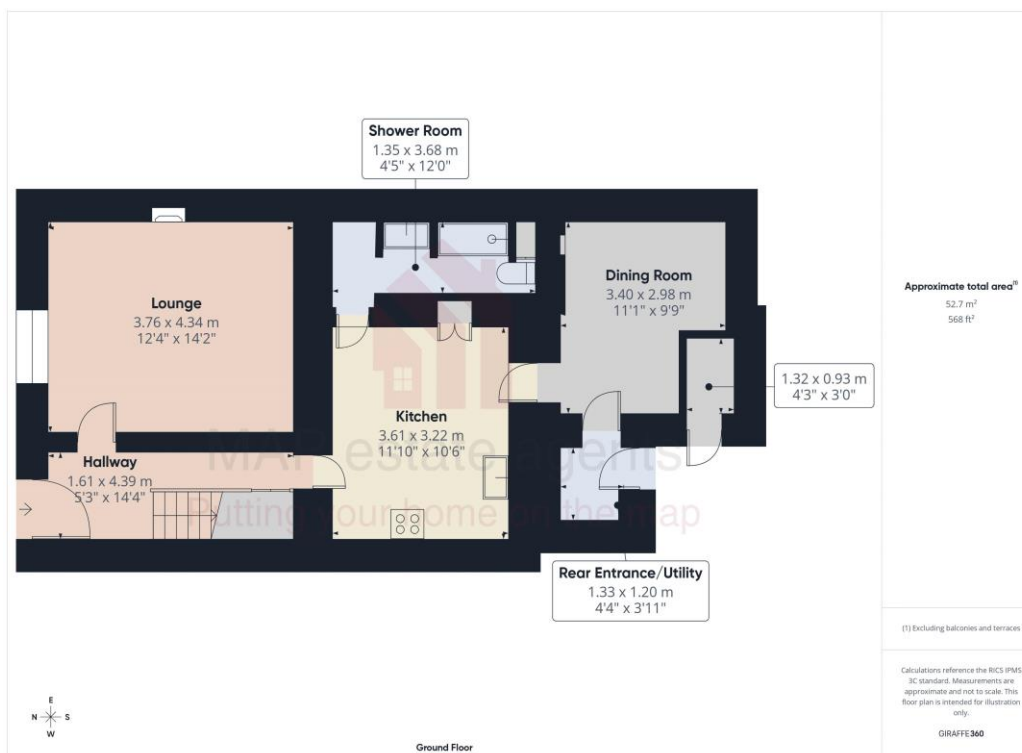 Shower Room
1.35 x 3.68 m
4'5" x 12'0"
Lounge
3.76 x 4.34 m
12'4" x 14'2"
Dining Room
3.40 x 2.98 m
11'1" x 9'9"
1.32 x 0.93 m
4'3" x 3'0"
Kitchen
3.61 x 3.22 m
11'10" x 10'6"
Hallway
1.61 x 4.39 m
5'3" x 14'4"
MAP estate agents
Putting your home on the map
Rear Entrance/Utility
1.33 x 1.20 m
4'4" x 3'11"
E
N S
W
Ground Floor
Approximate total area(1)
52.7 m²
568 ft²
(1) Excluding balconies and terraces
Calculations reference the RICS IPMS
3C standard. Measurements are
approximate and not to scale. This
floor plan is intended for illustration
only.
GIRAFFE360